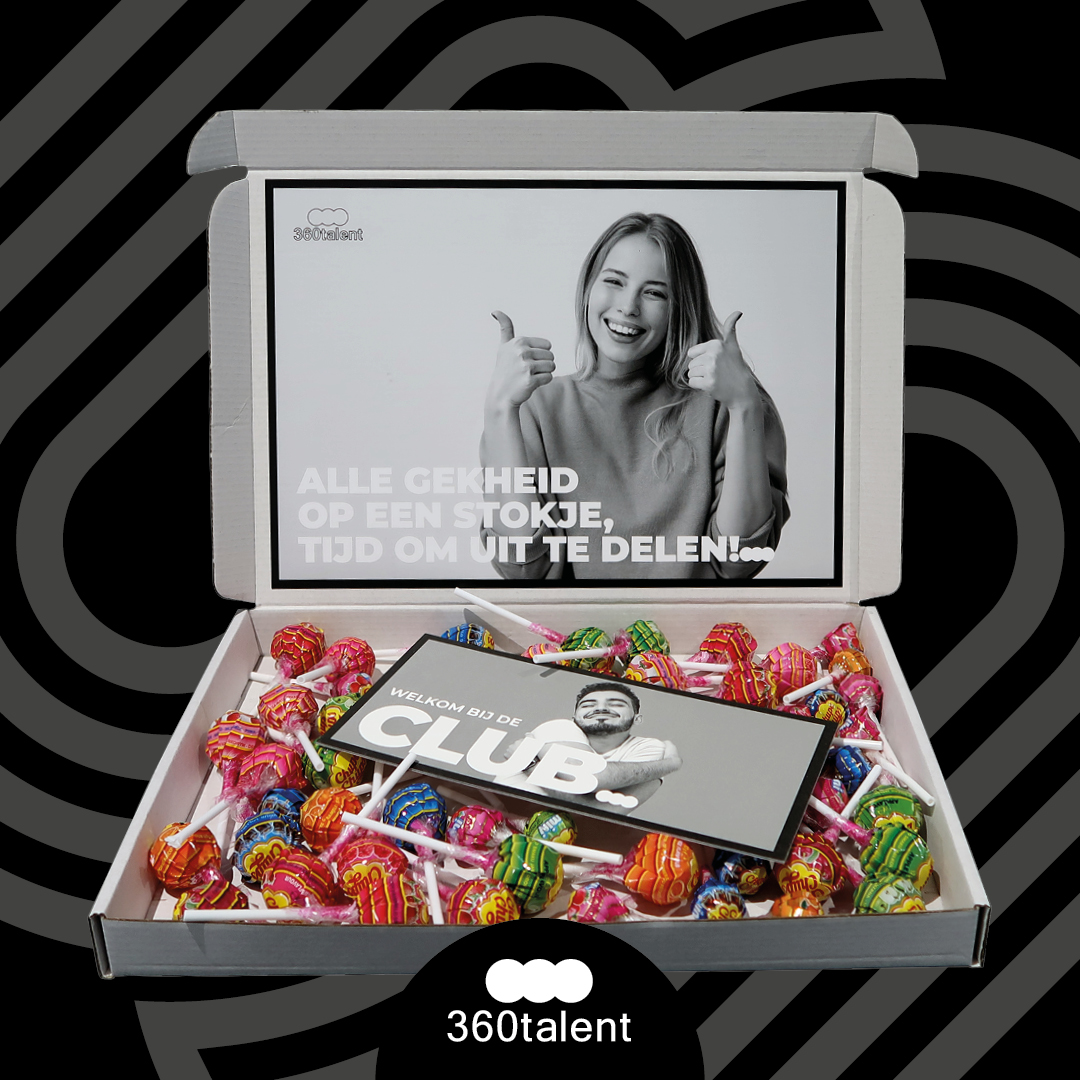 360talent
ALLE GEKHEID
OP EEN STOKJE,
TIJD OM UIT TE DELEN!...
WELKOM BIJ DE
CLUB...
360talent